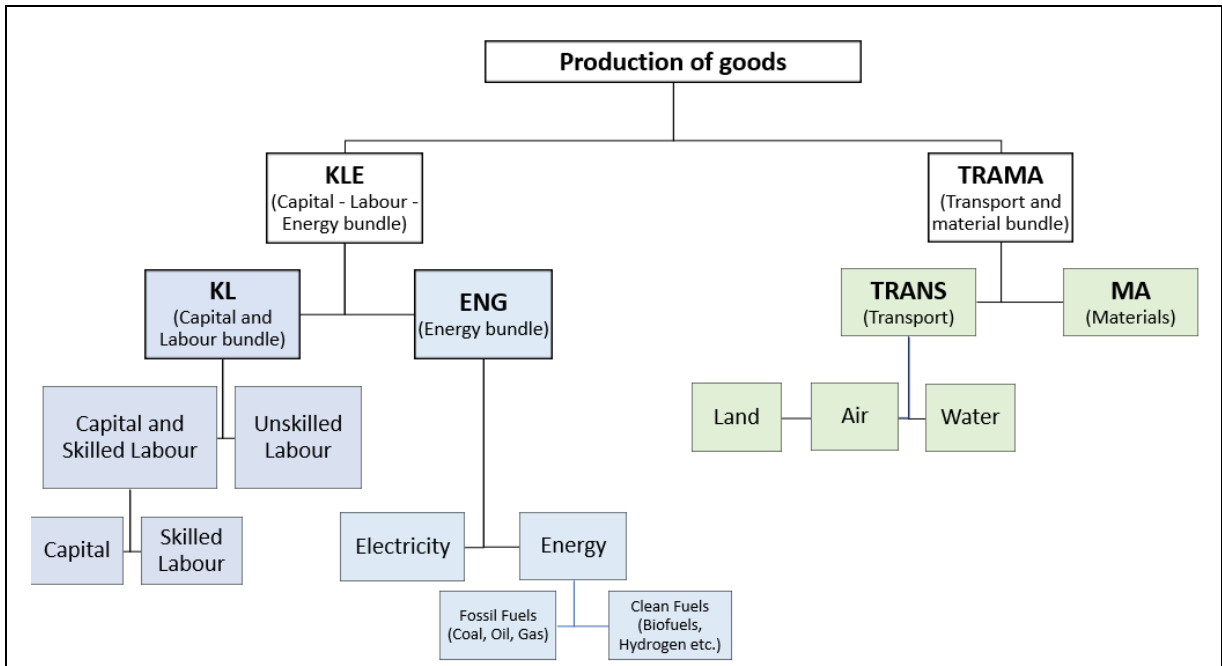 Production of goods
KLE
(Capital - Labour -
Energy bundle)
TRAMA
(Transport and
material bundle)
KL
(Capital and
Labour bundle)
ENG
(Energy bundle)
TRANS
(Transport)
MA
(Materials)
Capital and
Skilled Labour
Unskilled
Labour
Land
Air
Water
Capital
Skilled
Labour
Electricity
Energy
Fossil Fuels
(Coal, Oil, Gas)
Clean Fuels
(Biofuels,
Hydrogen etc.)